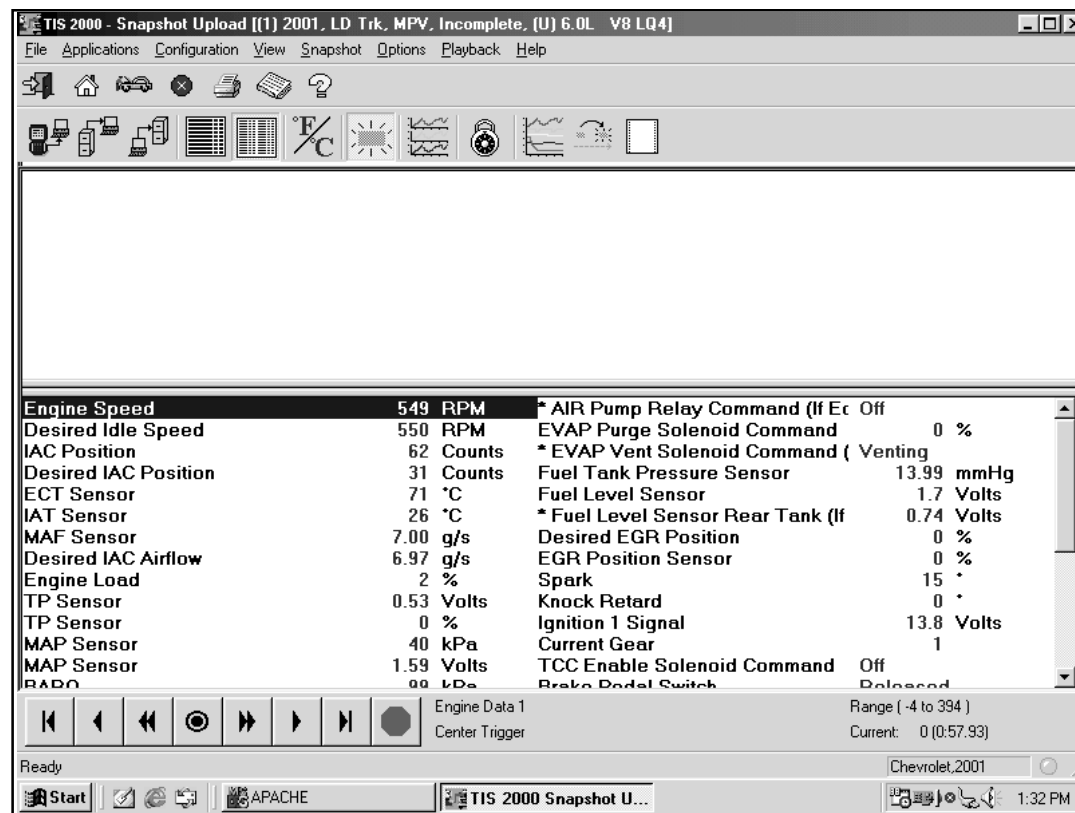 TIS 2000 - Snapshot Upload [(1) 2001, LD Trk, MPV, Incomplete, (U) 6.0L V8 LQ4]
File Applications Configuration View Snapshot Options Playback Help
°F/°C
Engine Speed 549 RPM * AIR Pump Relay Command (If Ec Off
Desired Idle Speed 550 RPM EVAP Purge Solenoid Command 0 %
IAC Position 62 Counts * EVAP Vent Solenoid Command ( Venting
Desired IAC Position 31 Counts Fuel Tank Pressure Sensor 13.99 mmHg
ECT Sensor 71 °C Fuel Level Sensor 1.7 Volts
IAT Sensor 26 °C * Fuel Level Sensor Rear Tank (If 0.74 Volts
MAF Sensor 7.00 g/s Desired EGR Position 0 %
Desired IAC Airflow 6.97 g/s EGR Position Sensor 0 %
Engine Load 2 % Spark 15 °
TP Sensor 0.53 Volts Knock Retard 0 °
TP Sensor 0 % Ignition 1 Signal 13.8 Volts
MAP Sensor 40 kPa Current Gear 1
MAP Sensor 1.59 Volts TCC Enable Solenoid Command Off
BARO 99 kPa Brake Pedal Switch Released
Engine Data 1 Range ( -4 to 394 )
Center Trigger Current: 0 (0:57.93)
Ready Chevrolet,2001
Start APACHE TIS 2000 Snapshot U... 1:32 PM